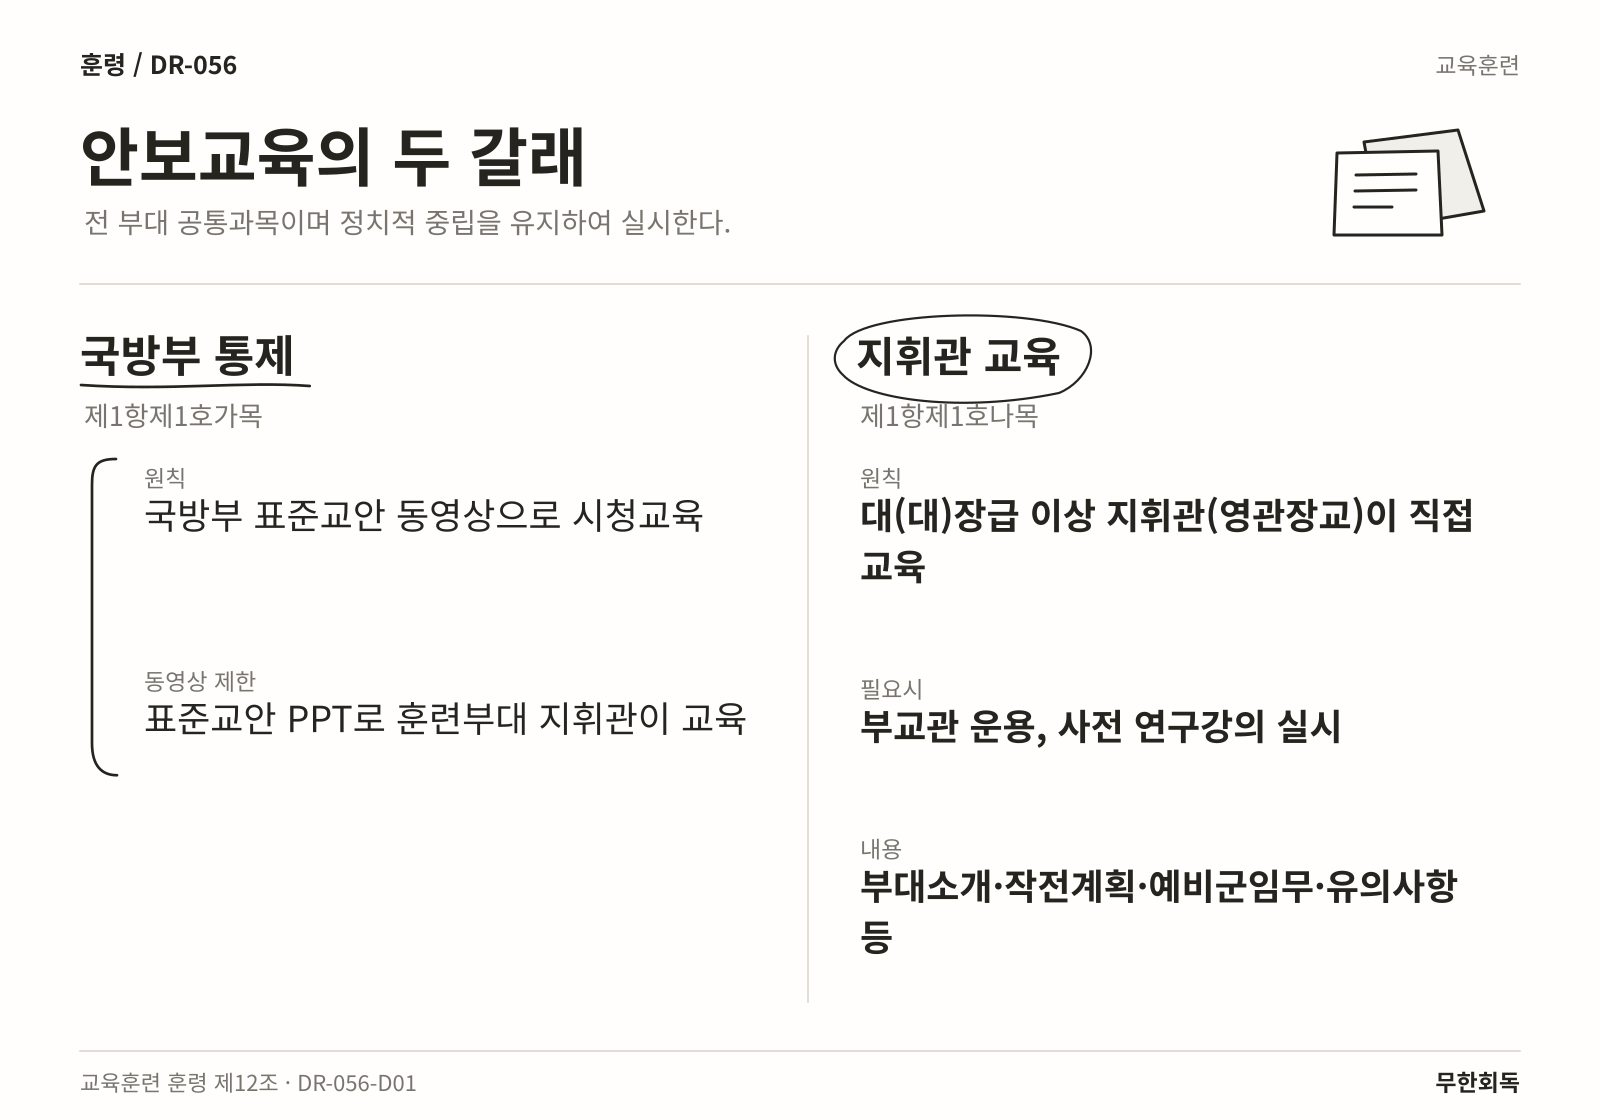 훈령 / DR-056
교육훈련
안보교육의 두 갈래
전 부대 공통과목이며 정치적 중립을 유지하여 실시한다.
국방부 통제
제1항제1호가목
원칙
국방부 표준교안 동영상으로 시청교육
동영상 제한
표준교안 PPT로 훈련부대 지휘관이 교육
지휘관 교육
제1항제1호나목
원칙
대(대)장급 이상 지휘관(영관장교)이 직접
교육
필요시
부교관 운용, 사전 연구강의 실시
내용
부대소개·작전계획·예비군임무·유의사항
등
교육훈련 훈령 제12조 · DR-056-D01
무한회독